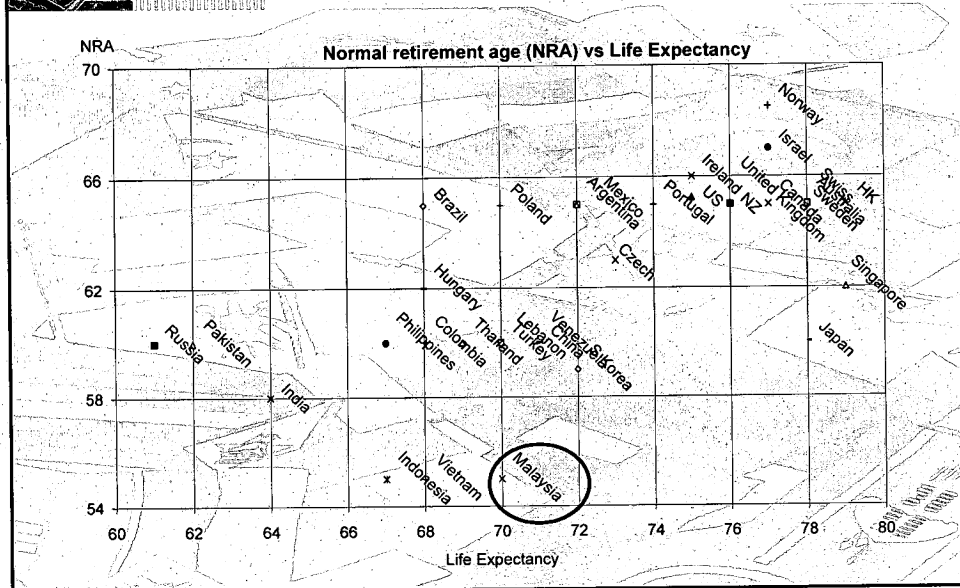 Normal retirement age (NRA) vs Life Expectancy
NRA
70
66
62
58
54
Norway
Israel
Ireland
NZ
United
Kingdom
US
Portugal
Canada
Swiss
Australia
Sweden
HK
Mexico
Argentina
Poland
Brazil
Czech
Singapore
Hungary
Japan
Russia
Pakistan
Philippines
Colombia
Thailand
Lebanon
Turkey
Venezuela
China
S. Korea
India
Indonesia
Vietnam
Malaysia
60
62
64
66
68
70
72
74
76
78
80
Life Expectancy